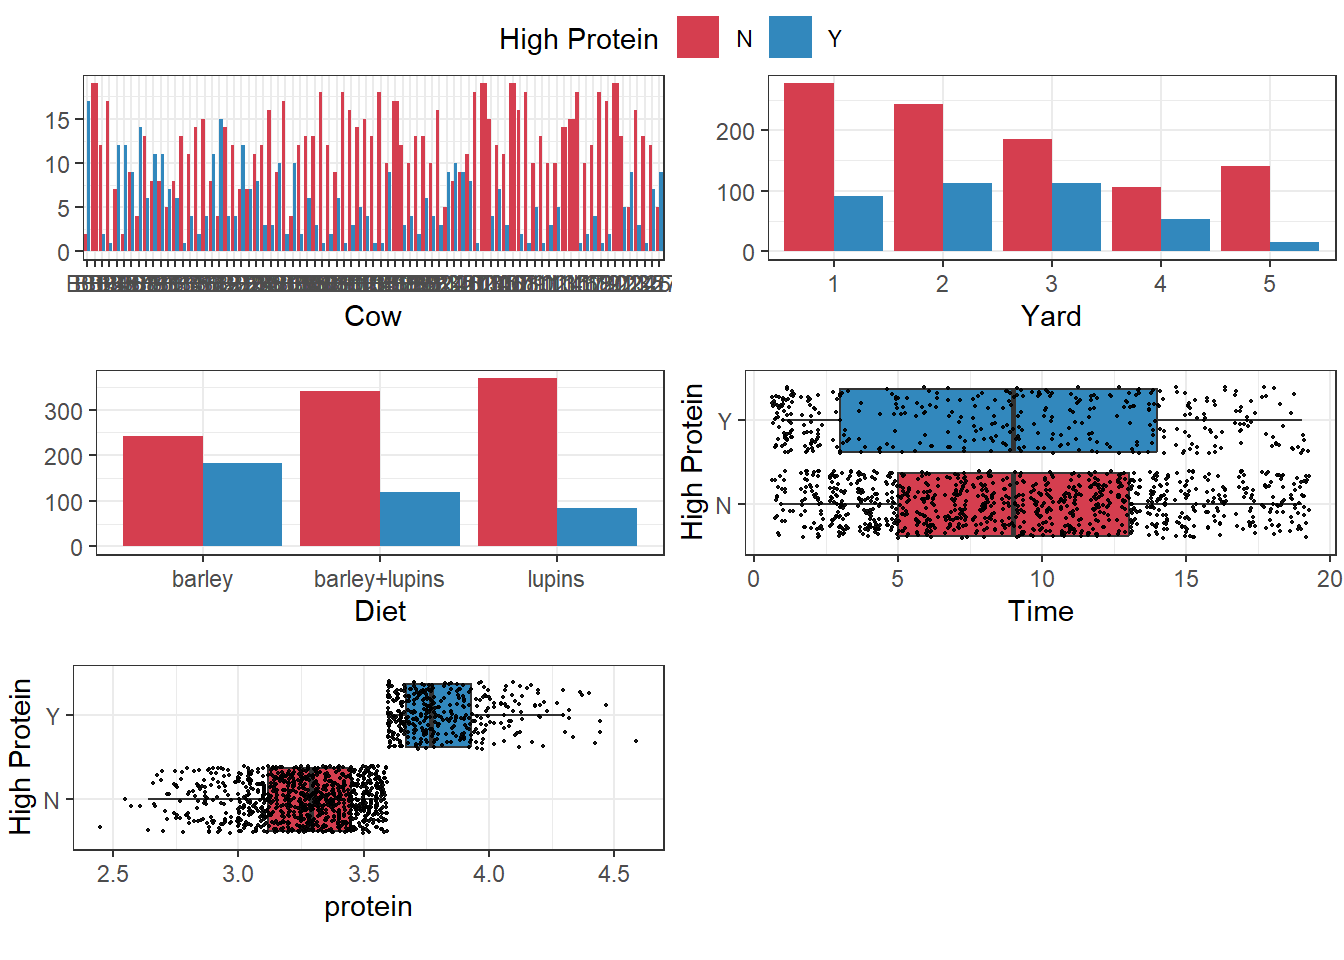 High Protein N Y
15
10
5
0
Cow
200
100
0
1 2 3 4 5
Yard
300
200
100
0
barley barley+lupins lupins
Diet
High Protein
Y
N
0 5 10 15 20
Time
High Protein
Y
N
2.5 3.0 3.5 4.0 4.5
protein